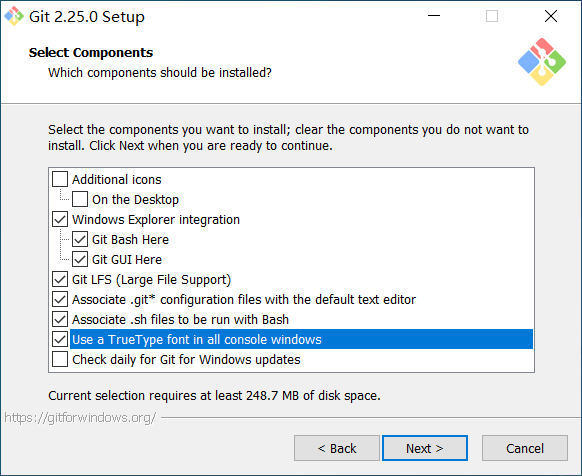 Git 2.25.0 Setup
Select Components
Which components should be installed?
Select the components you want to install; clear the components you do not want to
install. Click Next when you are ready to continue.
Additional icons
On the Desktop
Windows Explorer integration
Git Bash Here
Git GUI Here
Git LFS (Large File Support)
Associate .git* configuration files with the default text editor
Associate .sh files to be run with Bash
Use a TrueType font in all console windows
Check daily for Git for Windows updates
Current selection requires at least 248.7 MB of disk space.
https://gitforwindows.org/
< Back
Next >
Cancel